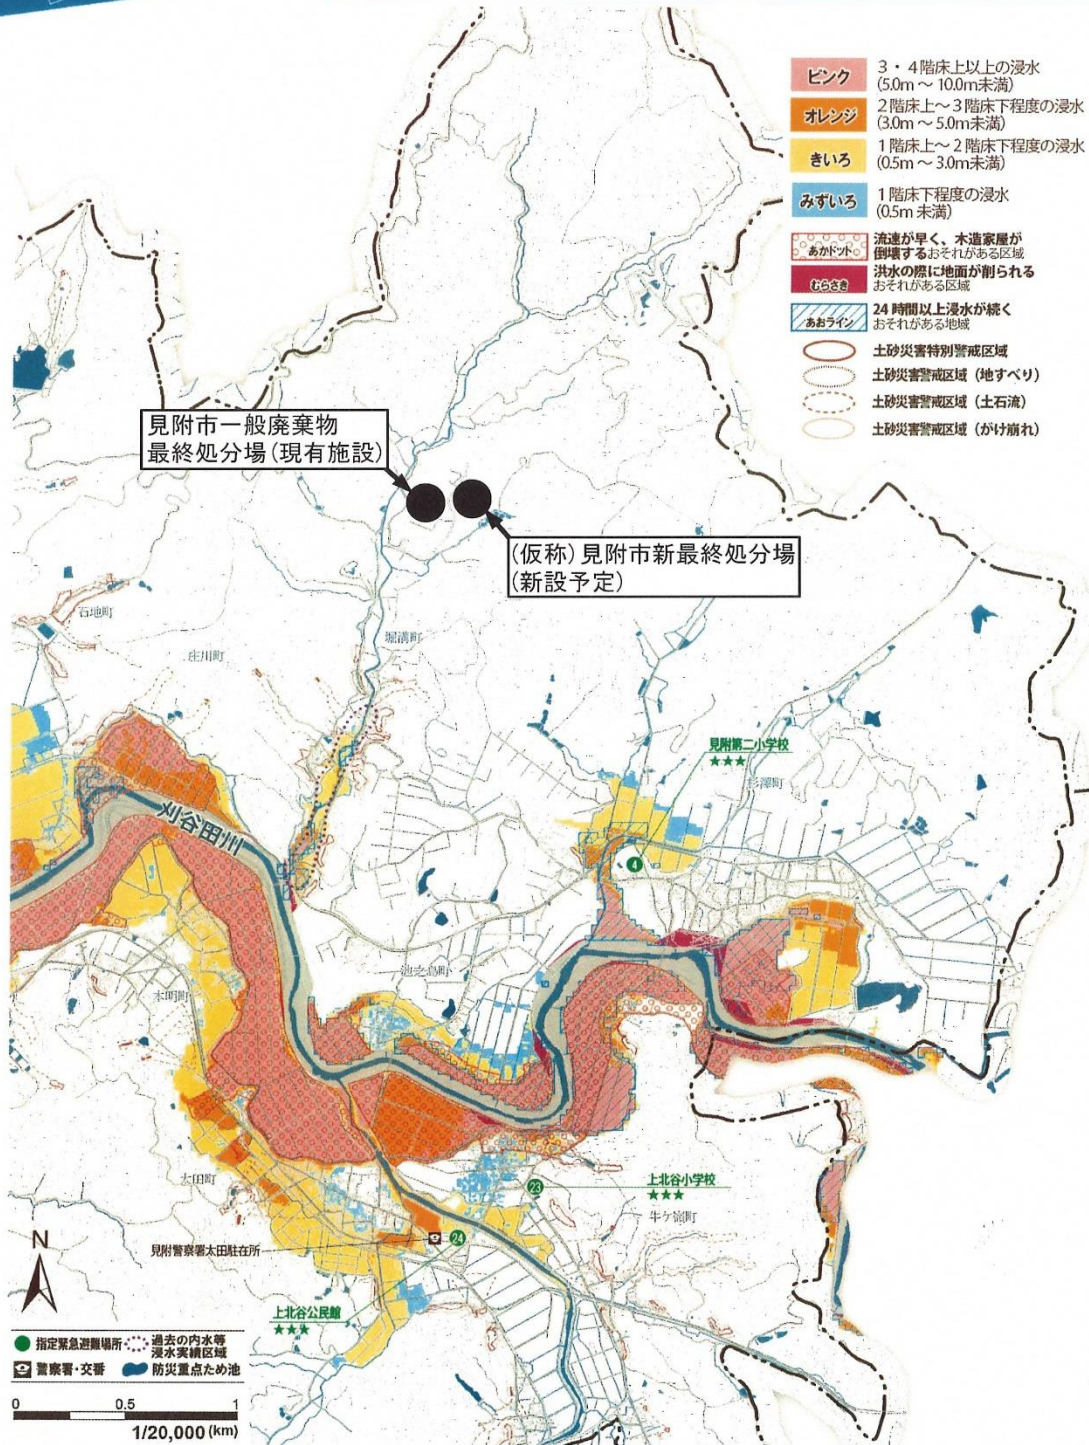 ピンク
3・4階床上以上の浸水
(5.0m ～ 10.0m未満)
オレンジ
2階床上～3階床下程度の浸水
(3.0m ～ 5.0m未満)
きいろ
1階床上～2階床下程度の浸水
(0.5m ～ 3.0m未満)
みずいろ
1階床下程度の浸水
(0.5m 未満)
あかドット
流速が早く、木造家屋が
倒壊するおそれがある区域
むらさき
洪水の際に地面が削られる
おそれがある区域
あおライン
24時間以上浸水が続く
おそれがある地域
土砂災害特別警戒区域
土砂災害警戒区域（地すべり）
土砂災害警戒区域（土石流）
土砂災害警戒区域（がけ崩れ）
見附市一般廃棄物
最終処分場(現有施設)
(仮称)見附市新最終処分場
(新設予定)
石地町
庄川町
堀溝町
見附第二小学校
★★★
杉澤町
刈谷田川
4
池之島町
本明町
太田町
上北谷小学校
★★★
23
牛ケ嶺町
24
見附警察署太田駐在所
上北谷公民館
★★★
N
指定緊急避難場所
過去の内水等
浸水実績区域
警察署・交番
防災重点ため池
0 0.5 1
1/20,000 (km)